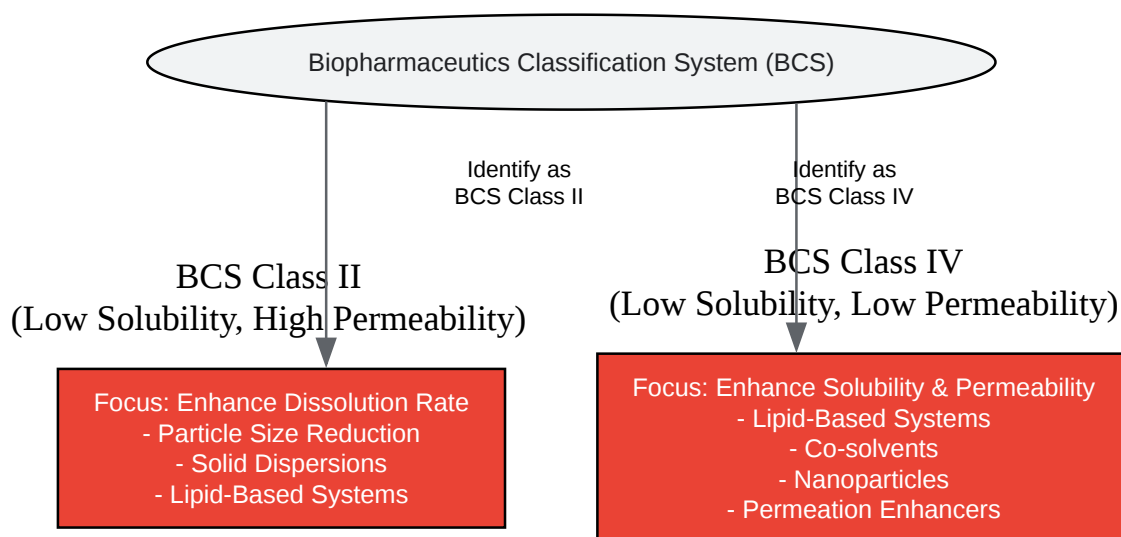 Biopharmaceutics Classification System (BCS)
Identify as
BCS Class II
Identify as
BCS Class IV
BCS Class II
(Low Solubility, High Permeability)
BCS Class IV
(Low Solubility, Low Permeability)
Focus: Enhance Dissolution Rate
- Particle Size Reduction
- Solid Dispersions
- Lipid-Based Systems
Focus: Enhance Solubility & Permeability
- Lipid-Based Systems
- Co-solvents
- Nanoparticles
- Permeation Enhancers